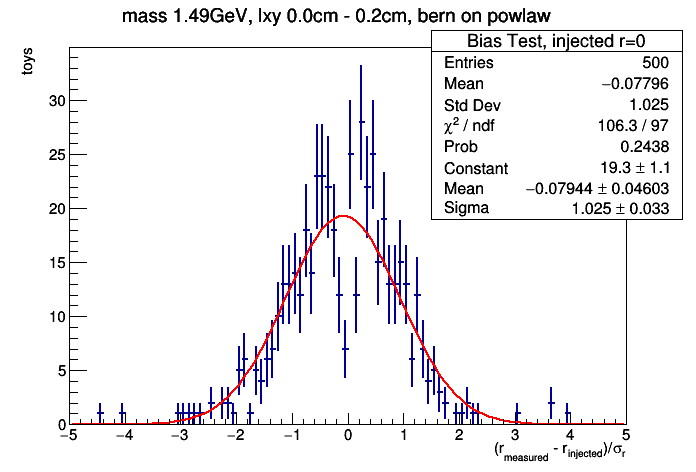 mass 1.49GeV, lxy 0.0cm - 0.2cm, bern on powlaw
Bias Test, injected r=0
Entries 500
Mean −0.07796
Std Dev 1.025
χ² / ndf 106.3 / 97
Prob 0.2438
Constant 19.3 ± 1.1
Mean −0.07944 ± 0.04603
Sigma 1.025 ± 0.033
toys
30
25
20
15
10
5
0
−5 −4 −3 −2 −1 0 1 2 3 4 5
(r_measured - r_injected)/σ_r